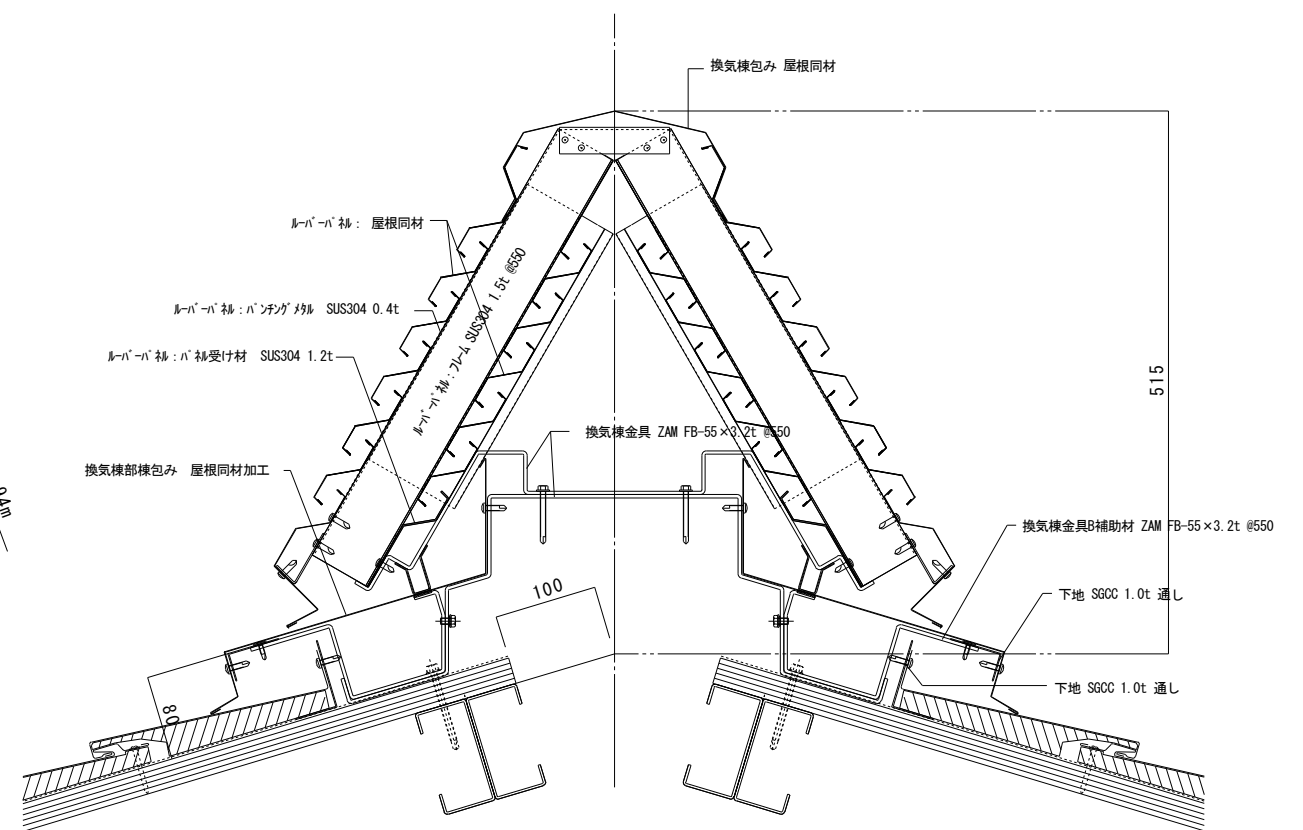 換気棟包み 屋根同材
ルーバーパネル： 屋根同材
ルーバーパネル：パンチングメタル SUS304 0.4t
ルーバーパネル：フレーム SUS304 1.5t @550
ルーバーパネル：パネル受け材 SUS304 1.2t
515
換気棟金具 ZAM FB-55×3.2t @550
換気棟部棟包み 屋根同材加工
換気棟金具B補助材 ZAM FB-55×3.2t @550
100
下地 SGCC 1.0t 通し
下地 SGCC 1.0t 通し
80